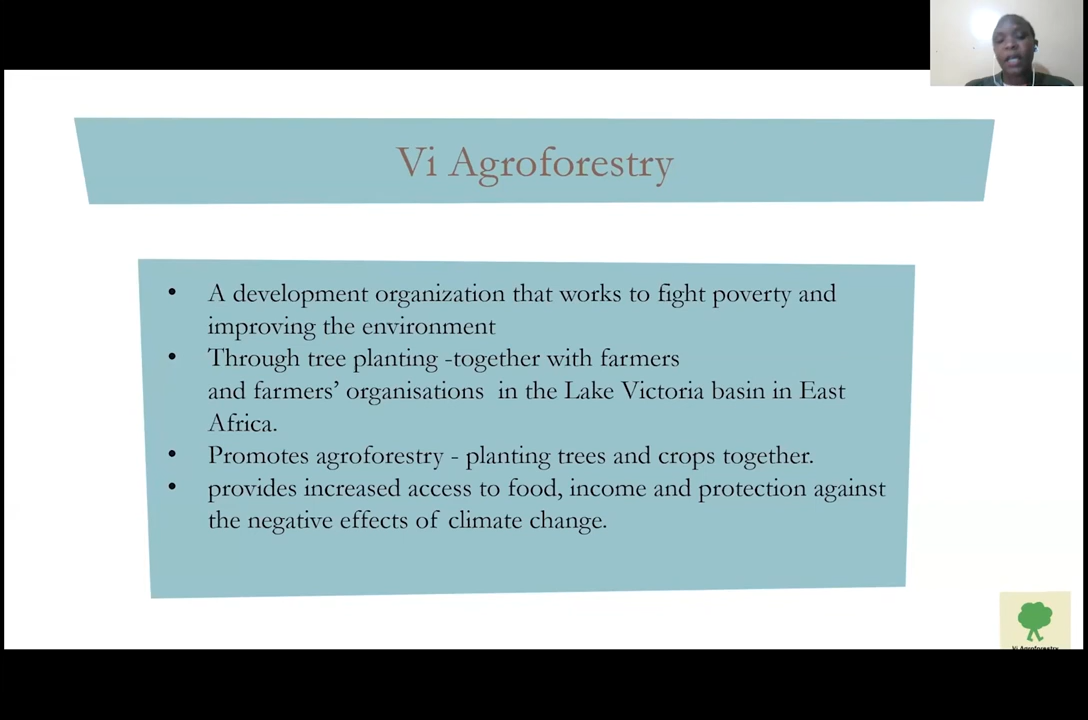 Vi Agroforestry
• A development organization that works to fight poverty and
improving the environment
• Through tree planting -together with farmers
and farmers' organisations in the Lake Victoria basin in East
Africa.
• Promotes agroforestry - planting trees and crops together.
• provides increased access to food, income and protection against
the negative effects of climate change.
Vi Agroforestry